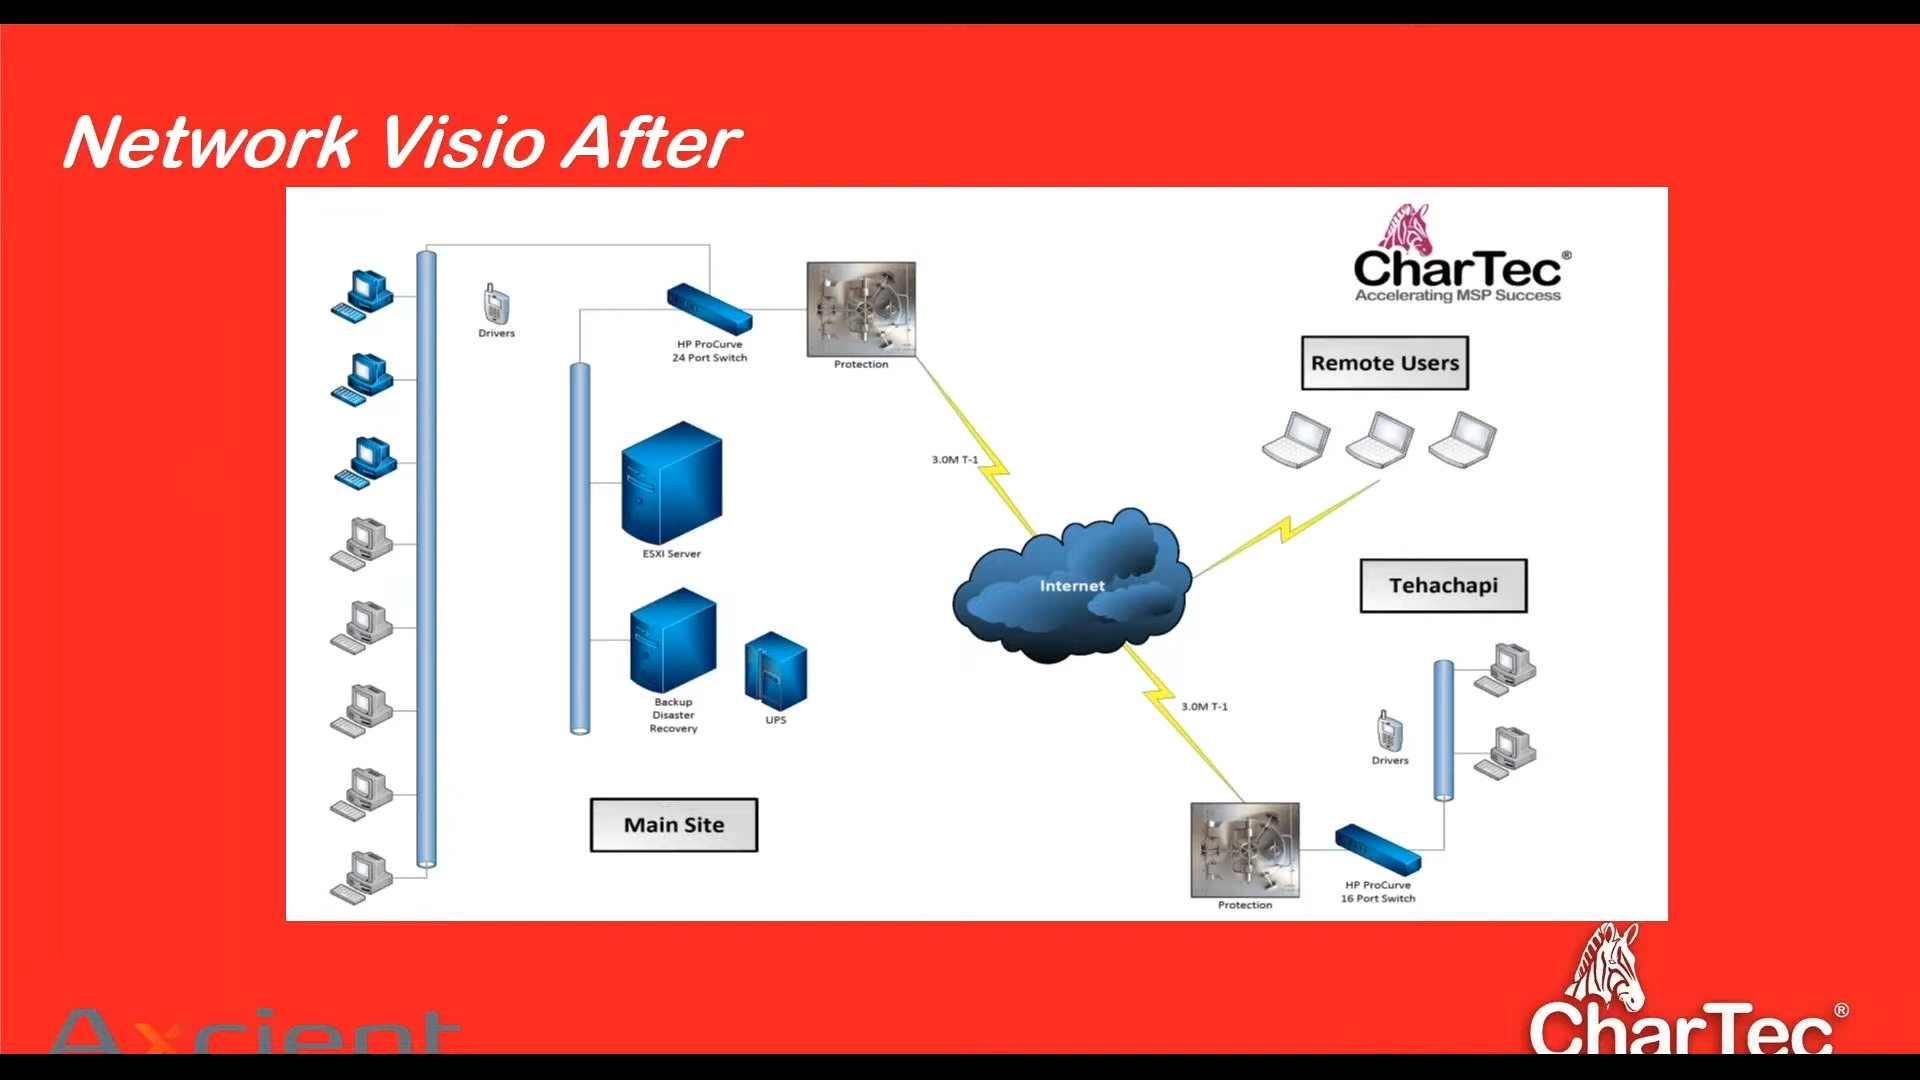 Network Visio After
CharTec®
Accelerating MSP Success
Drivers
HP ProCurve
24 Port Switch
Protection
Remote Users
3.0M T-1
ESXI Server
Internet
Tehachapi
Backup
Disaster
Recovery
UPS
3.0M T-1
Drivers
Main Site
Protection
HP ProCurve
16 Port Switch
Axcient
CharTec®